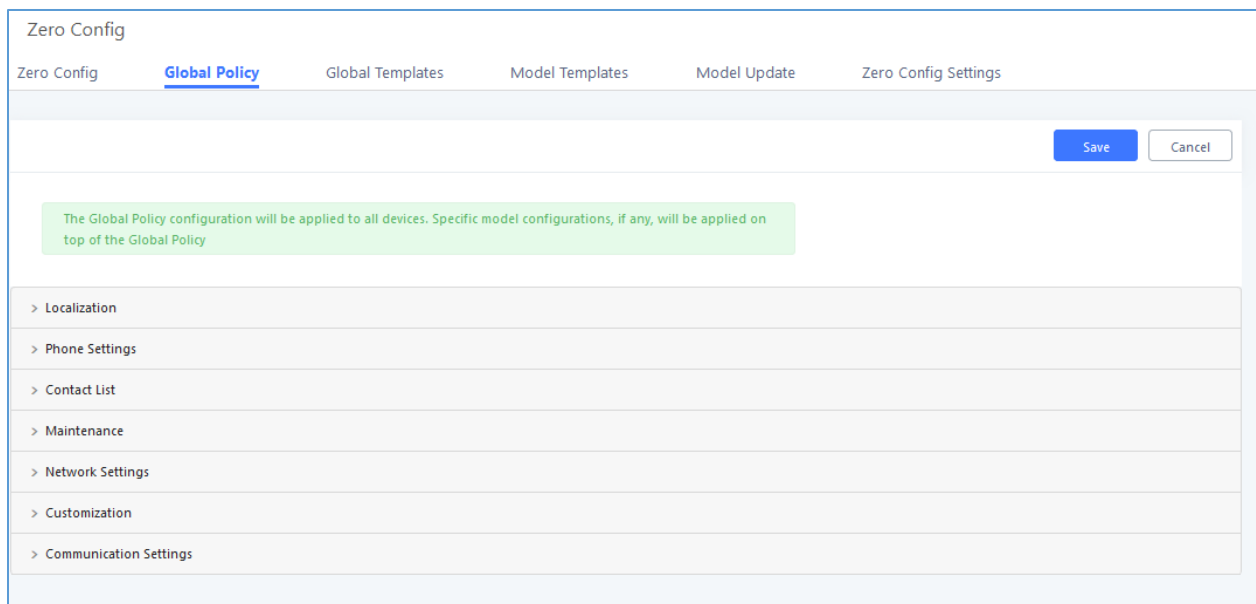 Zero Config
Zero Config Global Policy Global Templates Model Templates Model Update Zero Config Settings
Save Cancel
The Global Policy configuration will be applied to all devices. Specific model configurations, if any, will be applied on
top of the Global Policy
> Localization
> Phone Settings
> Contact List
> Maintenance
> Network Settings
> Customization
> Communication Settings